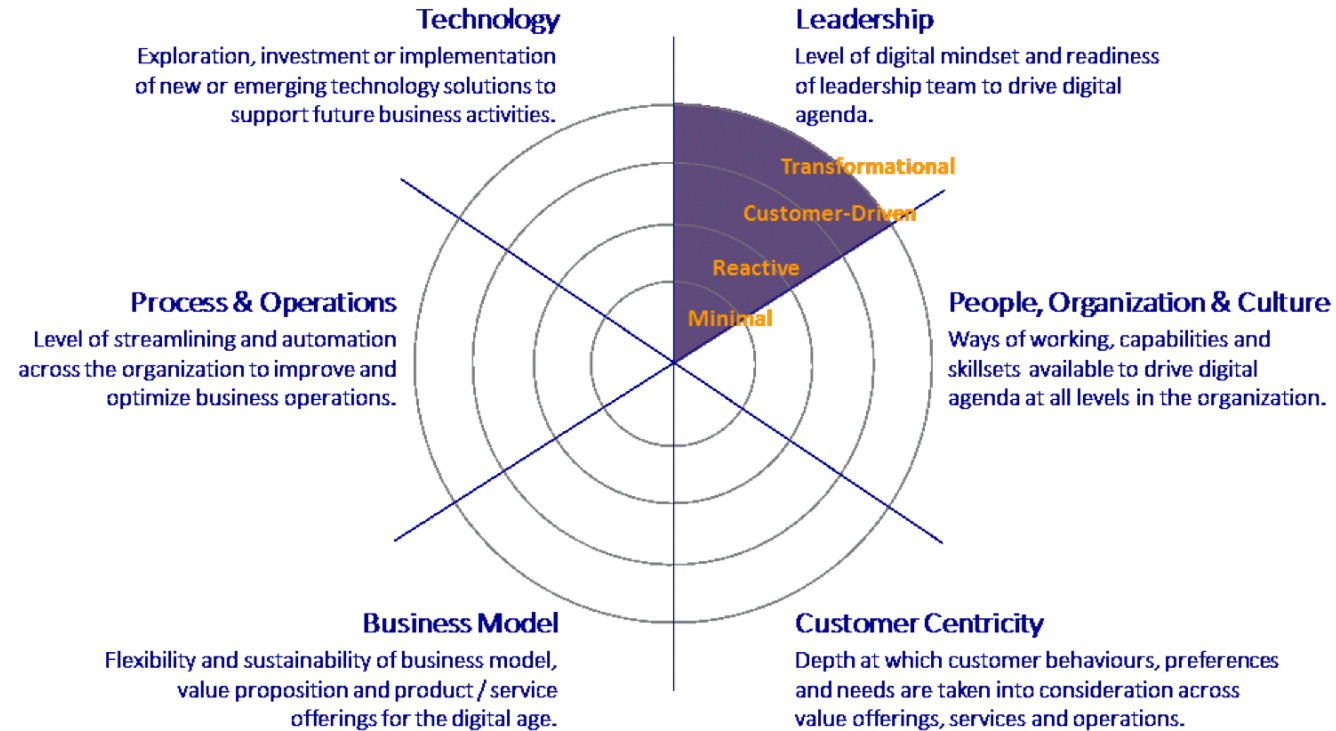 Technology
Exploration, investment or implementation
of new or emerging technology solutions to
support future business activities.
Leadership
Level of digital mindset and readiness
of leadership team to drive digital
agenda.
Transformational
Customer-Driven
Reactive
Minimal
Process & Operations
Level of streamlining and automation
across the organization to improve and
optimize business operations.
People, Organization & Culture
Ways of working, capabilities and
skillsets available to drive digital
agenda at all levels in the organization.
Business Model
Flexibility and sustainability of business model,
value proposition and product / service
offerings for the digital age.
Customer Centricity
Depth at which customer behaviours, preferences
and needs are taken into consideration across
value offerings, services and operations.